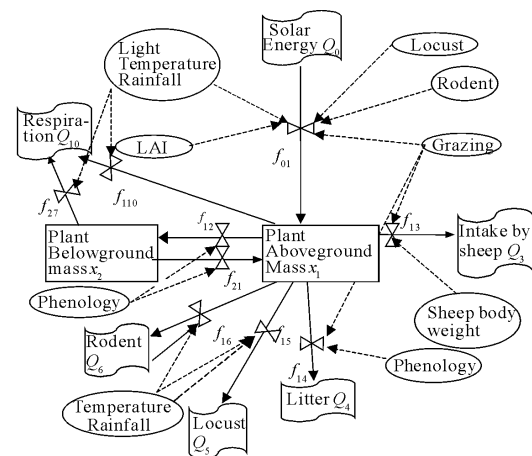 Solar
Energy Q0
Light
Temperature
Rainfall
Locust
Rodent
Respira-
tion Q10
LAI
Grazing
f01
f110
f27
f12
f13
Plant
Belowground
mass x2
Plant
Aboveground
Mass x1
Intake by
sheep Q3
f21
Phenology
Sheep body
weight
Rodent
Q6
f16
f15
Phenology
f14
Temperature
Rainfall
Litter Q4
Locust
Q5